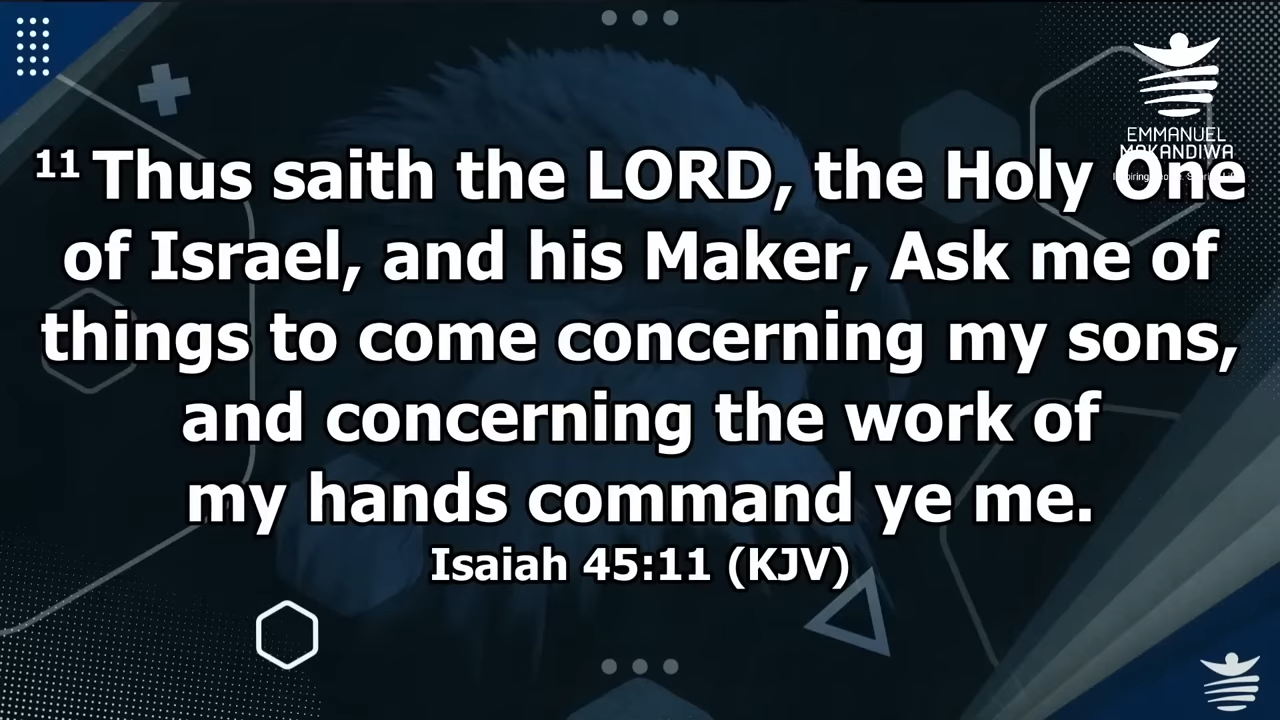 EMMANUEL
MAKANDIWA
11 Thus saith the LORD, the Holy One
of Israel, and his Maker, Ask me of
things to come concerning my sons,
and concerning the work of
my hands command ye me.
Isaiah 45:11 (KJV)